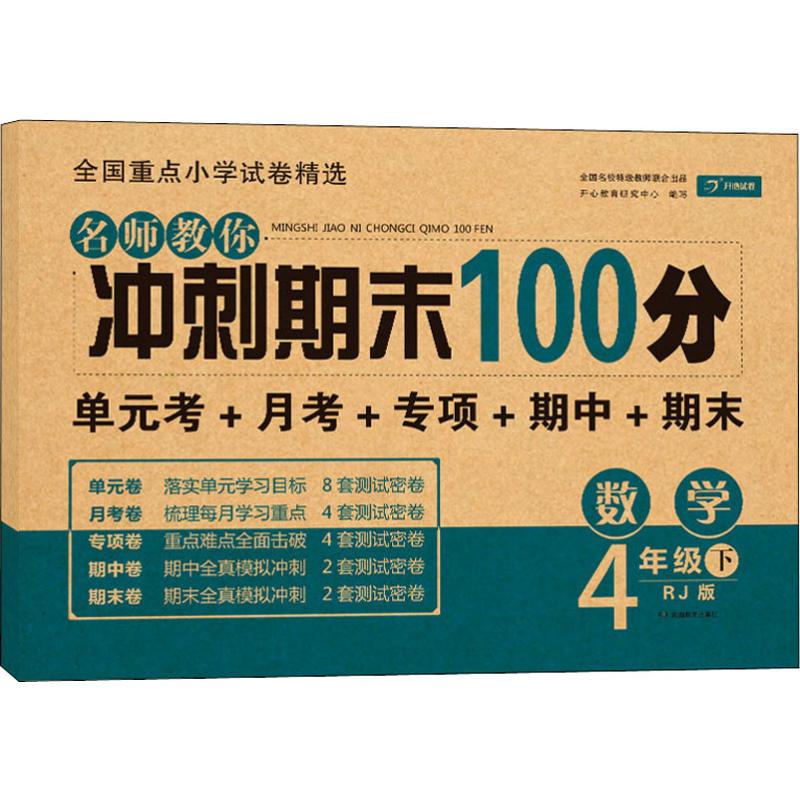 全国重点小学试卷精选
全国名校特级教师联合出品
开心教育研究中心 编写
开心试卷
名师教你
MINGSHI JIAO NI CHONGCI QIMO 100 FEN
冲刺期末100分
单元考+月考+专项+期中+期末
单元卷 落实单元学习目标 8套测试密卷
月考卷 梳理每月学习重点 4套测试密卷
专项卷 重点难点全面击破 4套测试密卷
期中卷 期中全真模拟冲刺 2套测试密卷
期末卷 期末全真模拟冲刺 2套测试密卷
数学
4年级下
RJ版